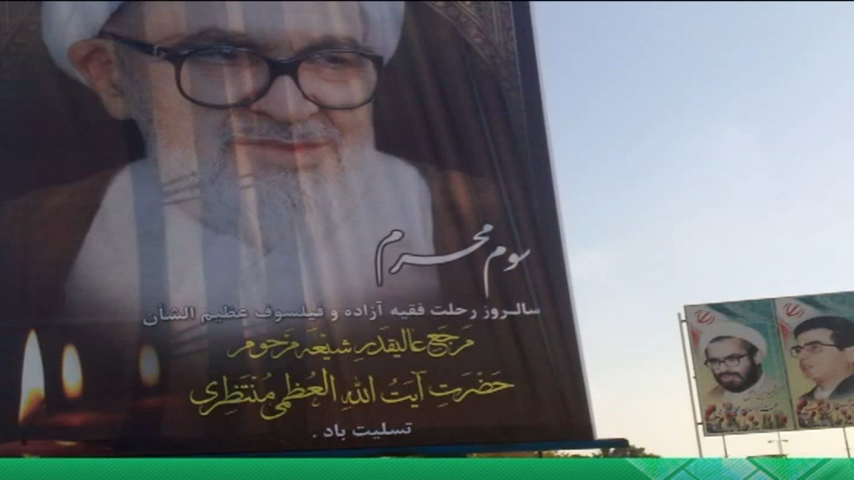 سوم محرم
سالروز رحلت فقیه آزاده و فیلسوف عظیم الشأن
مرجع عالیقدر شیعه مرحوم
حضرت آیت الله العظمی منتظری
تسلیت باد .